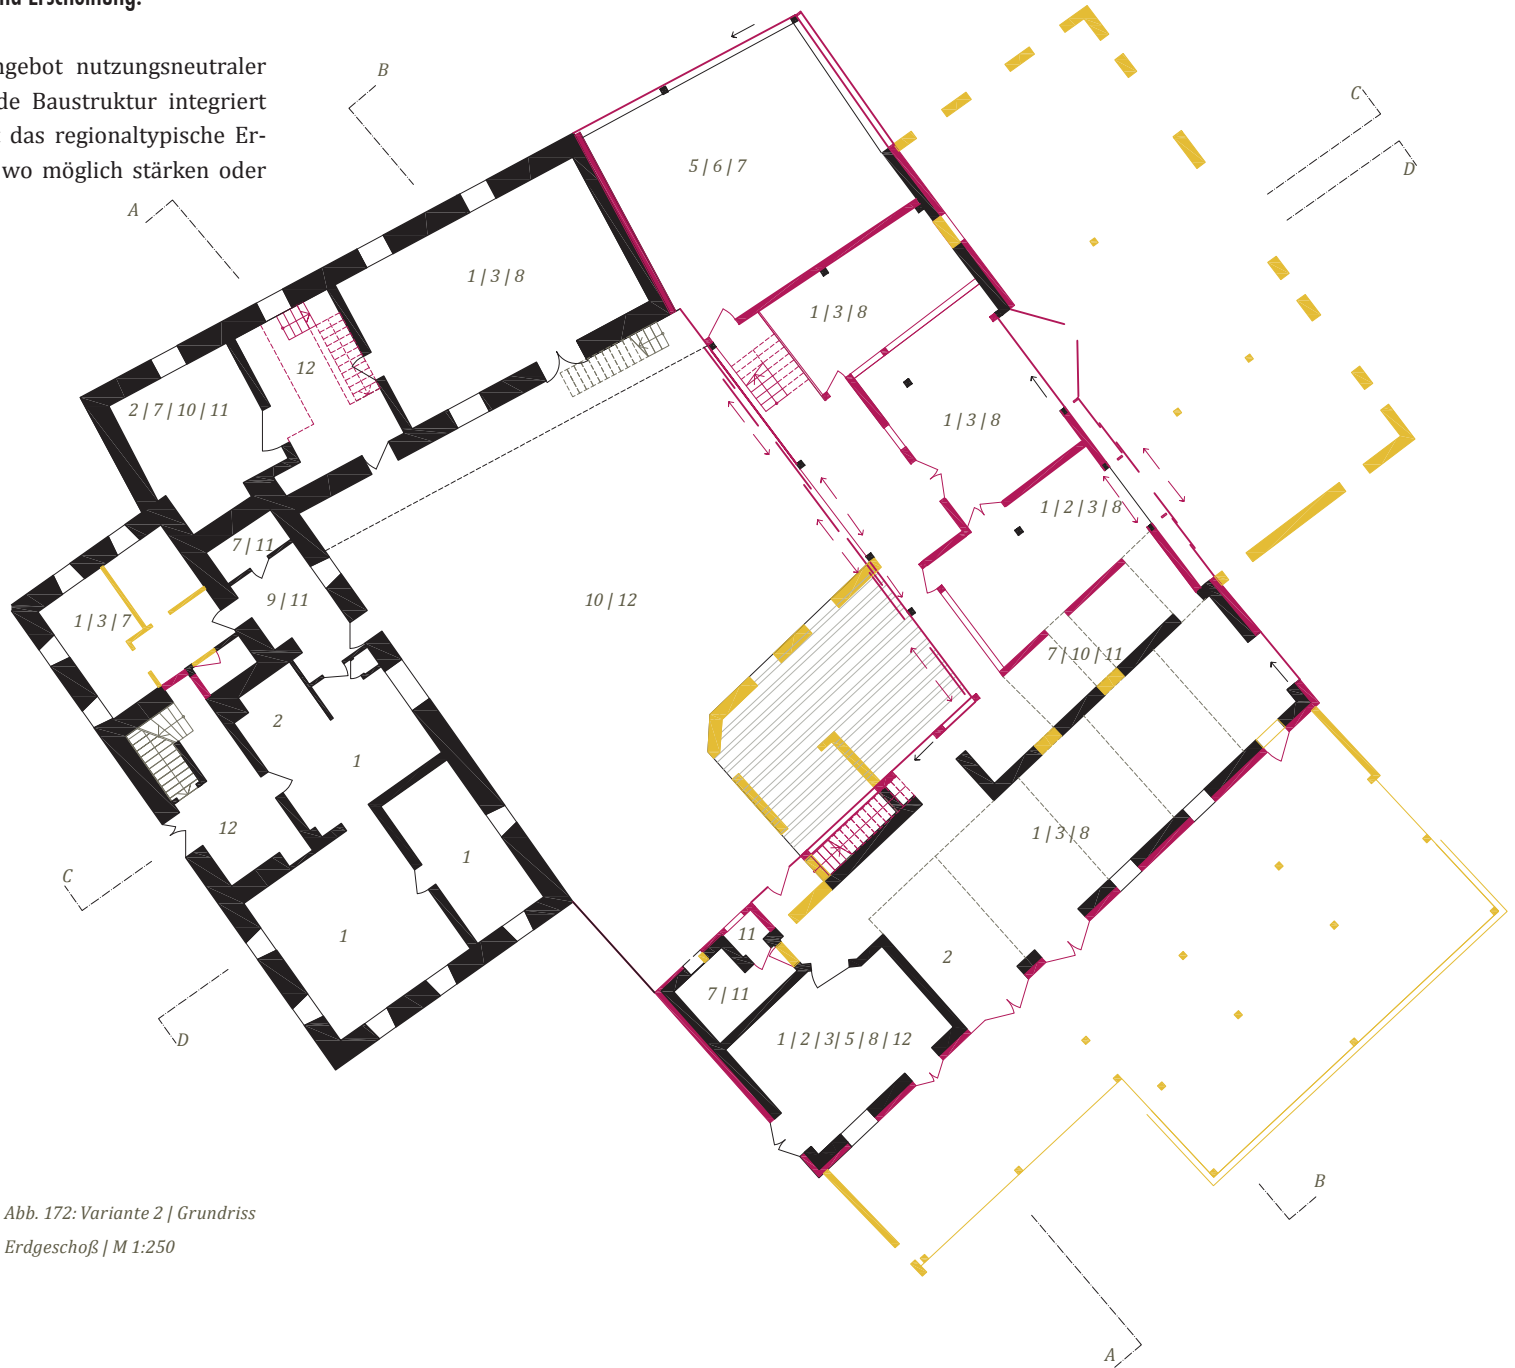 ngebot nutzungsneutraler
de Baustruktur integriert
das regionaltypische Er-
wo möglich stärken oder
B
C
D
A
5 | 6 | 7
1 | 3 | 8
1 | 3 | 8
12
2 | 7 | 10 | 11
1 | 3 | 8
1 | 2 | 3 | 8
7 | 11
9 | 11
10 / 12
1 | 3 | 7
7 | 10 | 11
2
1
1 | 3 | 8
12
1
C
11
1
2
7 | 11
D
1 | 2 | 3| 5 | 8 | 12
B
A
Abb. 172: Variante 2 | Grundriss
Erdgeschoß | M 1:250